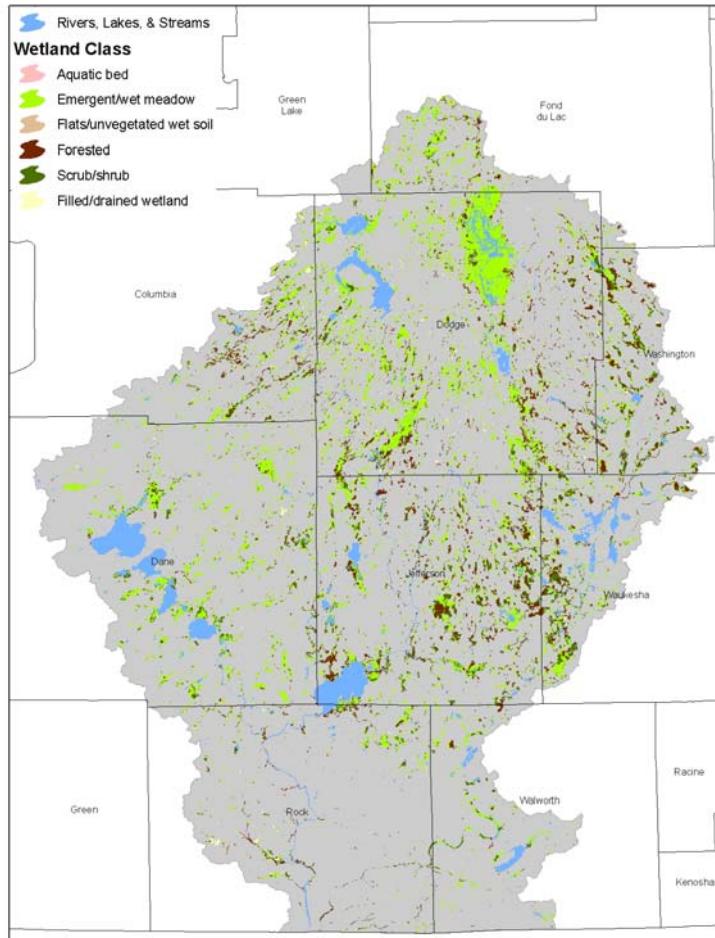 Rivers, Lakes, & Streams
Wetland Class
Aquatic bed
Emergent/wet meadow
Flats/unvegetated wet soil
Forested
Scrub/shrub
Filled/drained wetland
Green
Lake
Fond
du Lac
Columbia
Dodge
Washington
Dane
Jefferson
Waukesha
Green
Rock
Walworth
Racine
Kenosha